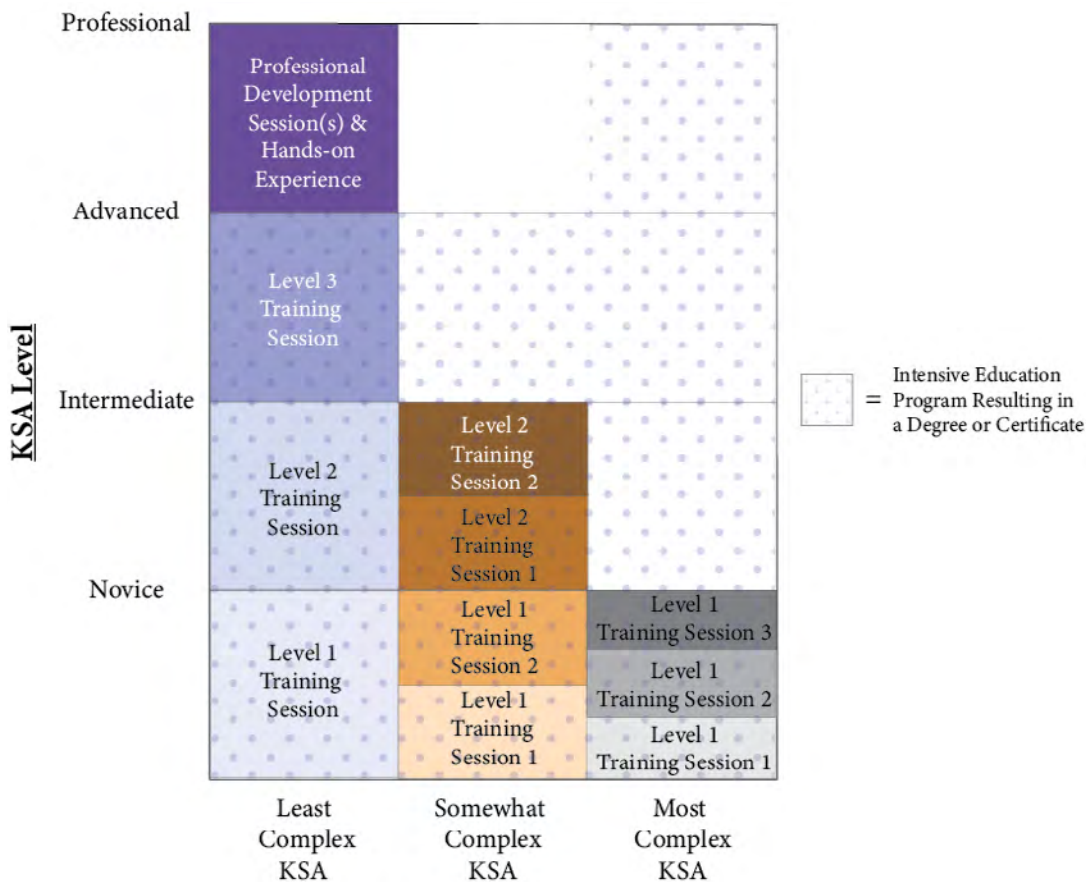 Professional
Professional
Development
Session(s) &
Hands-on
Experience
Advanced
Level 3
Training
Session
KSA Level
Intermediate
Level 2
Training
Session
Level 2
Training
Session 2
Level 2
Training
Session 1
Intensive Education
Program Resulting in
a Degree or Certificate
=
Novice
Level 1
Training
Session
Level 1
Training
Session 2
Level 1
Training
Session 1
Level 1
Training Session 3
Level 1
Training Session 2
Level 1
Training Session 1
Least
Complex
KSA
Somewhat
Complex
KSA
Most
Complex
KSA